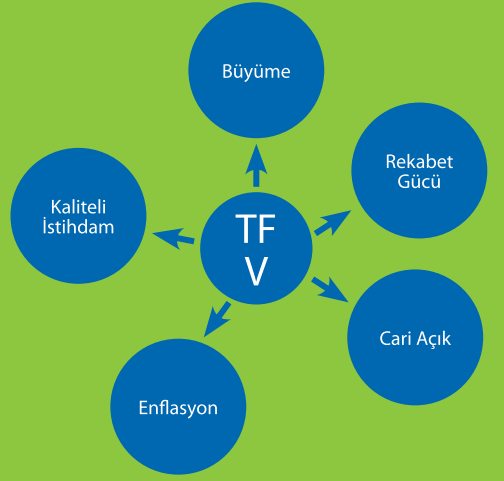 Büyüme
Rekabet
Gücü
Kaliteli
İstihdam
TF
V
Cari Açık
Enflasyon